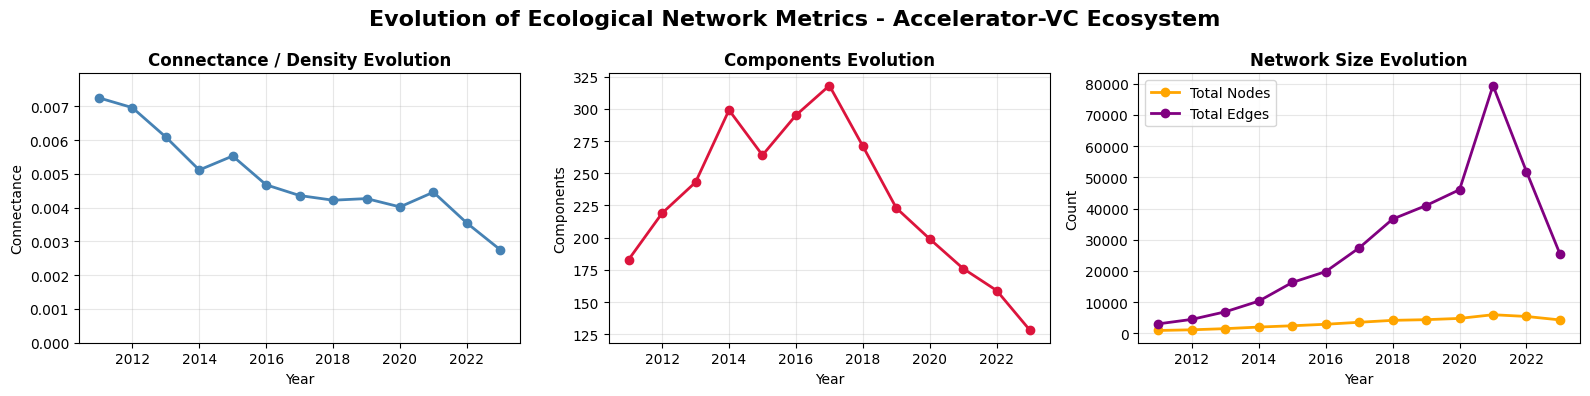 Evolution of Ecological Network Metrics - Accelerator-VC Ecosystem
Connectance / Density Evolution
Connectance
0.007
0.006
0.005
0.004
0.003
0.002
0.001
0.000
2012 2014 2016 2018 2020 2022
Year
Components Evolution
Components
325
300
275
250
225
200
175
150
125
2012 2014 2016 2018 2020 2022
Year
Network Size Evolution
Total Nodes
Total Edges
Count
80000
70000
60000
50000
40000
30000
20000
10000
0
2012 2014 2016 2018 2020 2022
Year